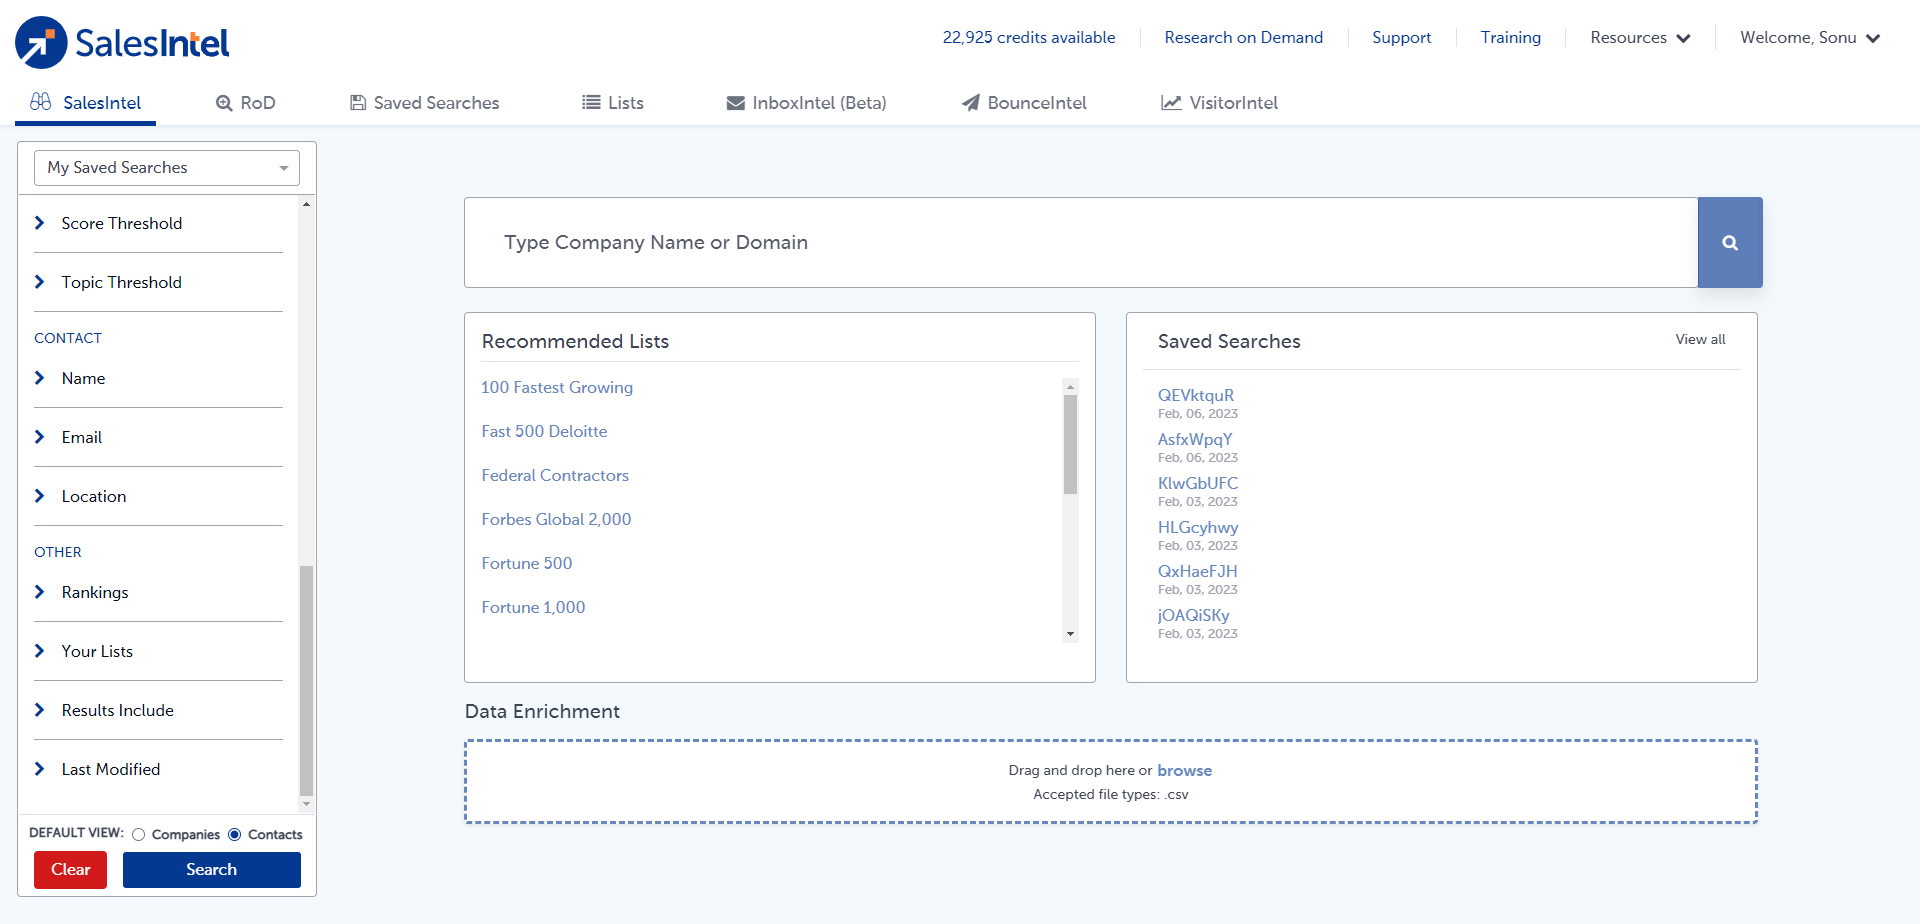 SalesIntel
22,925 credits available
Research on Demand
Support
Training
Resources
Welcome, Sonu
SalesIntel
RoD
Saved Searches
Lists
InboxIntel (Beta)
BounceIntel
VisitorIntel
My Saved Searches
Score Threshold
Topic Threshold
CONTACT
Name
Email
Location
OTHER
Rankings
Your Lists
Results Include
Last Modified
DEFAULT VIEW: Companies Contacts
Clear
Search
Type Company Name or Domain
Recommended Lists
100 Fastest Growing
Fast 500 Deloitte
Federal Contractors
Forbes Global 2,000
Fortune 500
Fortune 1,000
Saved Searches
View all
QEVktquR
Feb, 06, 2023
AsfxWpqY
Feb, 06, 2023
KlwGbUFC
Feb, 03, 2023
HLGcyhwy
Feb, 03, 2023
QxHaeFJH
Feb, 03, 2023
jOAQiSKy
Feb, 03, 2023
Data Enrichment
Drag and drop here or browse
Accepted file types: .csv